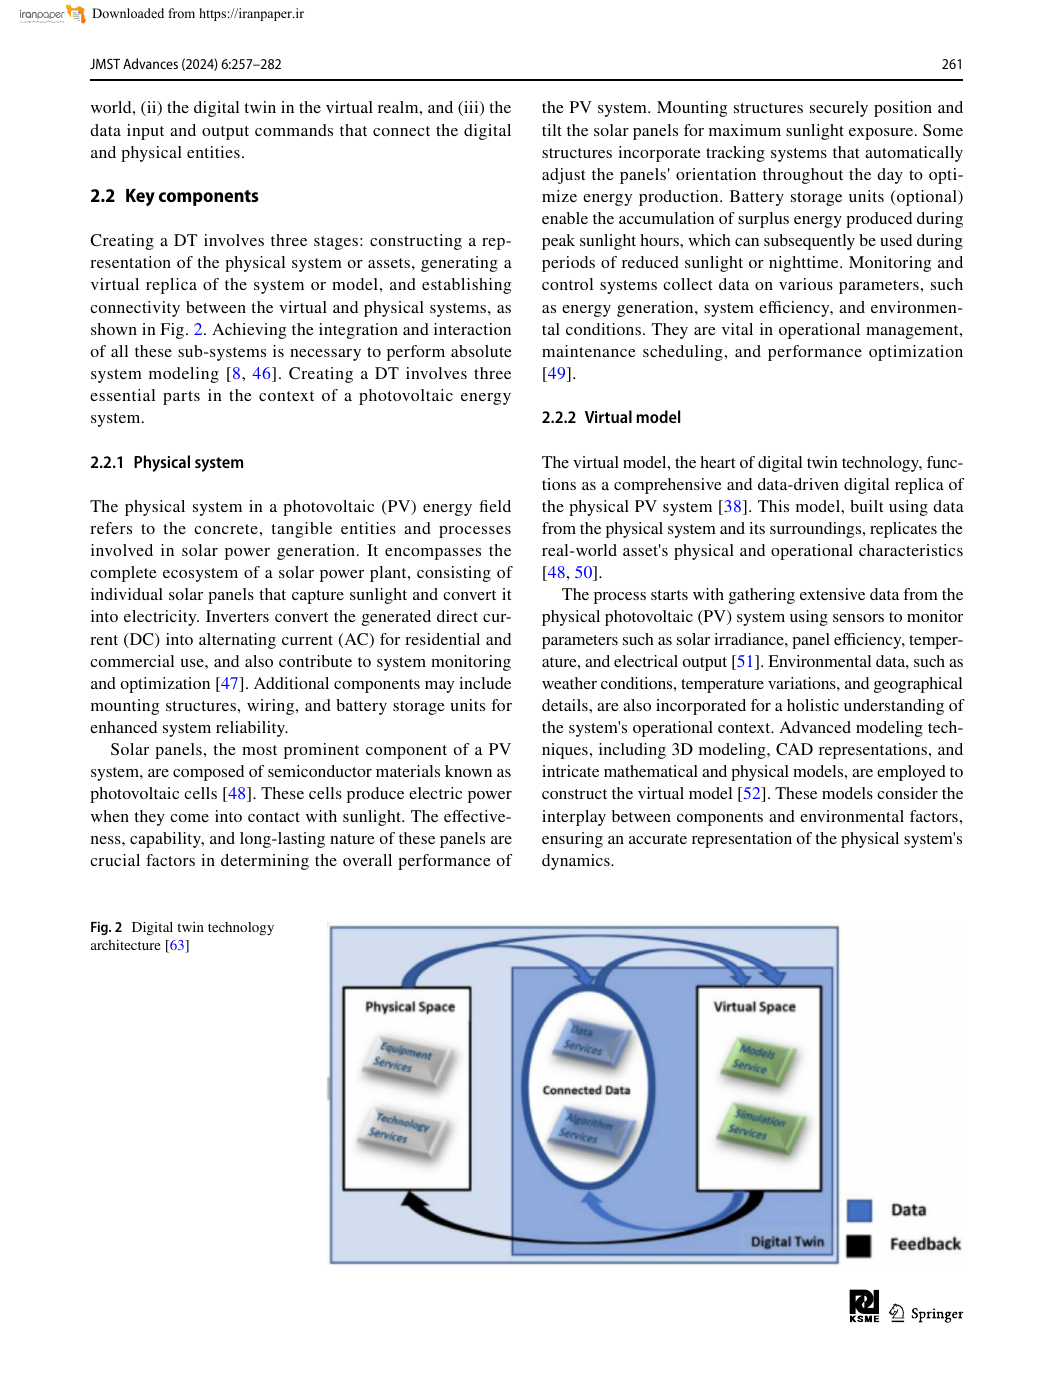 iranpaper
Downloaded from https://iranpaper.ir
JMST Advances (2024) 6:257–282
261
world, (ii) the digital twin in the virtual realm, and (iii) the
data input and output commands that connect the digital
and physical entities.
2.2 Key components
Creating a DT involves three stages: constructing a rep-
resentation of the physical system or assets, generating a
virtual replica of the system or model, and establishing
connectivity between the virtual and physical systems, as
shown in Fig. 2. Achieving the integration and interaction
of all these sub-systems is necessary to perform absolute
system modeling [8, 46]. Creating a DT involves three
essential parts in the context of a photovoltaic energy
system.
2.2.1 Physical system
The physical system in a photovoltaic (PV) energy field
refers to the concrete, tangible entities and processes
involved in solar power generation. It encompasses the
complete ecosystem of a solar power plant, consisting of
individual solar panels that capture sunlight and convert it
into electricity. Inverters convert the generated direct cur-
rent (DC) into alternating current (AC) for residential and
commercial use, and also contribute to system monitoring
and optimization [47]. Additional components may include
mounting structures, wiring, and battery storage units for
enhanced system reliability.
Solar panels, the most prominent component of a PV
system, are composed of semiconductor materials known as
photovoltaic cells [48]. These cells produce electric power
when they come into contact with sunlight. The effective-
ness, capability, and long-lasting nature of these panels are
crucial factors in determining the overall performance of
the PV system. Mounting structures securely position and
tilt the solar panels for maximum sunlight exposure. Some
structures incorporate tracking systems that automatically
adjust the panels' orientation throughout the day to opti-
mize energy production. Battery storage units (optional)
enable the accumulation of surplus energy produced during
peak sunlight hours, which can subsequently be used during
periods of reduced sunlight or nighttime. Monitoring and
control systems collect data on various parameters, such
as energy generation, system efficiency, and environmen-
tal conditions. They are vital in operational management,
maintenance scheduling, and performance optimization
[49].
2.2.2 Virtual model
The virtual model, the heart of digital twin technology, func-
tions as a comprehensive and data-driven digital replica of
the physical PV system [38]. This model, built using data
from the physical system and its surroundings, replicates the
real-world asset's physical and operational characteristics
[48, 50].
The process starts with gathering extensive data from the
physical photovoltaic (PV) system using sensors to monitor
parameters such as solar irradiance, panel efficiency, temper-
ature, and electrical output [51]. Environmental data, such as
weather conditions, temperature variations, and geographical
details, are also incorporated for a holistic understanding of
the system's operational context. Advanced modeling tech-
niques, including 3D modeling, CAD representations, and
intricate mathematical and physical models, are employed to
construct the virtual model [52]. These models consider the
interplay between components and environmental factors,
ensuring an accurate representation of the physical system's
dynamics.
Fig. 2 Digital twin technology
architecture [63]
Physical Space
Equipment
Services
Technology
Services
Data
Services
Connected Data
Algorithm
Services
Virtual Space
Models
Service
Simulation
Services
Digital Twin
Data
Feedback
KSME
Springer